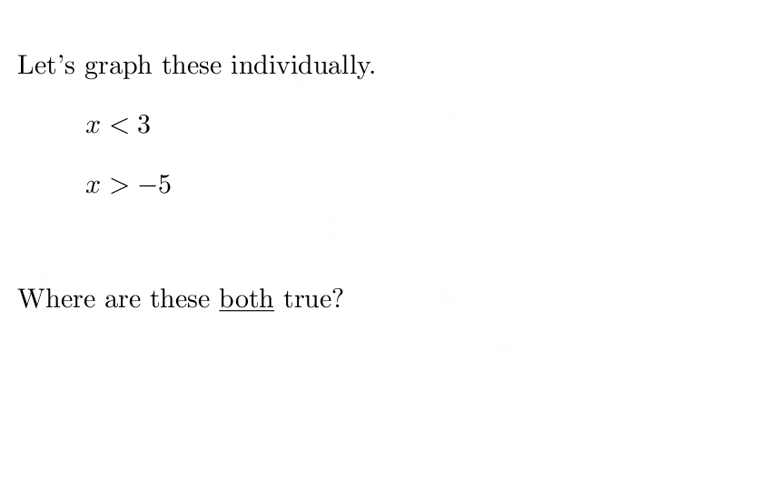 Let's graph these individually.
x < 3
x > −5
Where are these both true?